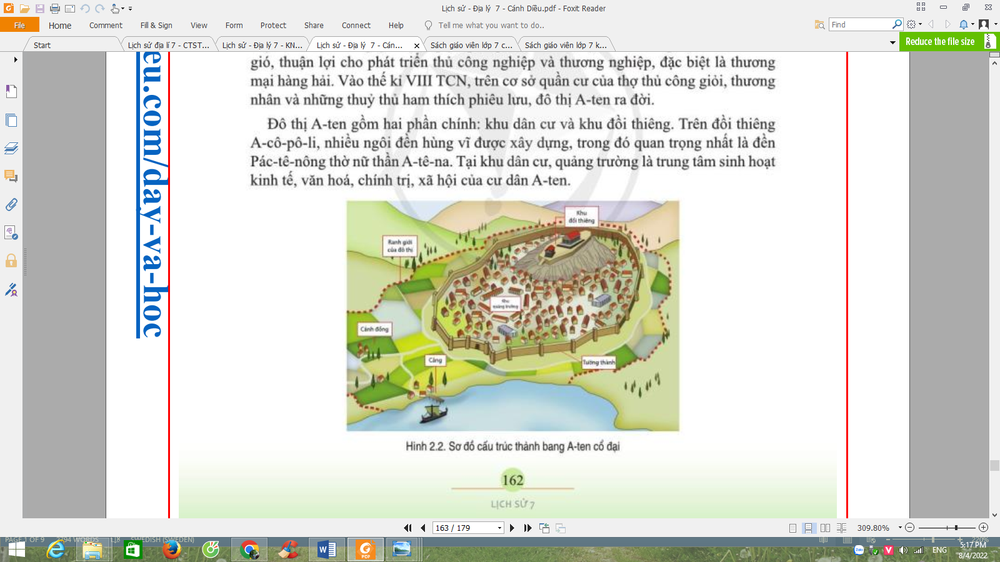 Lịch sử - Địa lý  7 - Cánh Diều.pdf - Foxit Reader
File Home Comment Fill & Sign View Form Protect Share Connect Help Tell me what you want to do.. Find
Start Lịch sử địa lí 7 - CTST... Lịch sử - Địa lý 7 - KN... Lịch sử - Địa lý  7 - Cán... Sách giáo viên lớp 7 c... Sách giáo viên lớp 7 k... Reduce the file size
eu.com/day-va-hoc
gió, thuận lợi cho phát triển thủ công nghiệp và thương nghiệp, đặc biệt là thương
mại hàng hải. Vào thế kỉ VIII TCN, trên cơ sở quần cư của thợ thủ công giỏi, thương
nhân và những thuỷ thủ ham thích phiêu lưu, đô thị A-ten ra đời.
Đô thị A-ten gồm hai phần chính: khu dân cư và khu đồi thiêng. Trên đồi thiêng
A-cô-pô-li, nhiều ngôi đền hùng vĩ được xây dựng, trong đó quan trọng nhất là đền
Pác-tê-nông thờ nữ thần A-tê-na. Tại khu dân cư, quảng trường là trung tâm sinh hoạt
kinh tế, văn hoá, chính trị, xã hội của cư dân A-ten.
Khu
đồi thiêng
Ranh giới
của đô thị
Khu
quảng trường
Cánh đồng
Cảng
Tường thành
Hình 2.2. Sơ đồ cấu trúc thành bang A-ten cổ đại
162
LỊCH SỬ 7
163 / 179 309.80%
PAGE 1 OF 9 4794 WORDS SWEDISH (SWEDEN) 220%
Zalo ENG 5:17 PM
8/4/2022